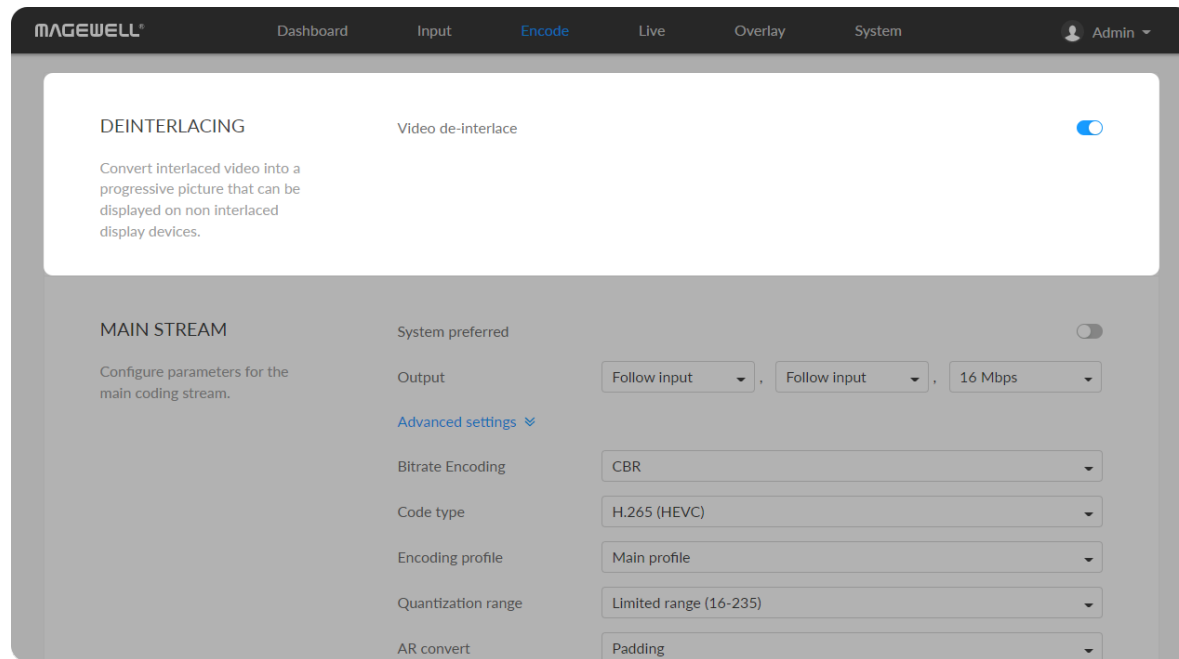 MAGEWELL®
Dashboard Input Encode Live Overlay System Admin
DEINTERLACING Video de-interlace
Convert interlaced video into a
progressive picture that can be
displayed on non interlaced
display devices.
MAIN STREAM System preferred
Configure parameters for the
main coding stream.
Output Follow input , Follow input , 16 Mbps
Advanced settings
Bitrate Encoding CBR
Code type H.265 (HEVC)
Encoding profile Main profile
Quantization range Limited range (16-235)
AR convert Padding